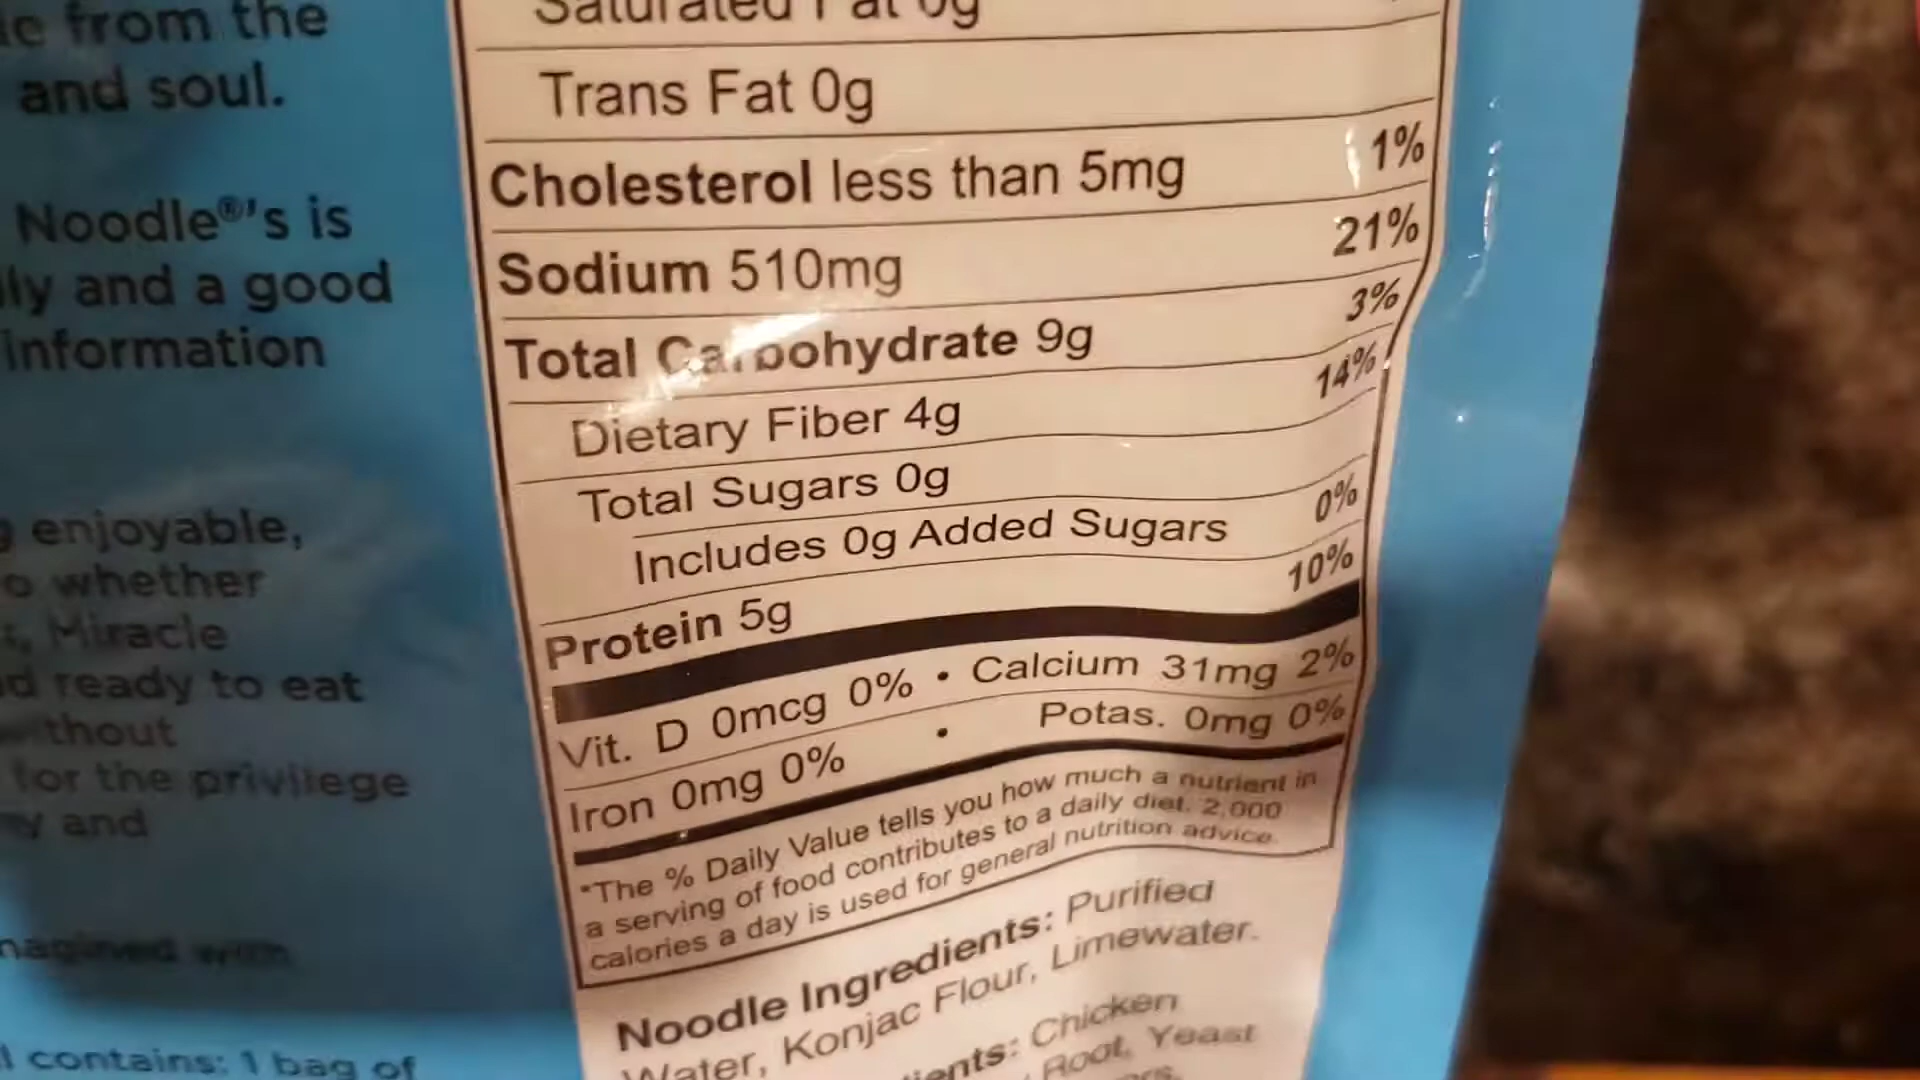 from the
and soul.
Noodle®'s is
and a good
information
enjoyable,
whether
Miracle
ready to eat
for the privilege
and
contains: 1 bag of
Saturated Fat 0g
Trans Fat 0g
Cholesterol less than 5mg 1%
Sodium 510mg 21%
Total Carbohydrate 9g 3%
Dietary Fiber 4g 14%
Total Sugars 0g
Includes 0g Added Sugars 0%
Protein 5g 10%
Vit. D 0mcg 0% • Calcium 31mg 2%
Iron 0mg 0% • Potas. 0mg 0%
*The % Daily Value tells you how much a nutrient in
a serving of food contributes to a daily diet. 2,000
calories a day is used for general nutrition advice.
Noodle Ingredients: Purified
Water, Konjac Flour, Limewater.
Chicken
Root, Yeast